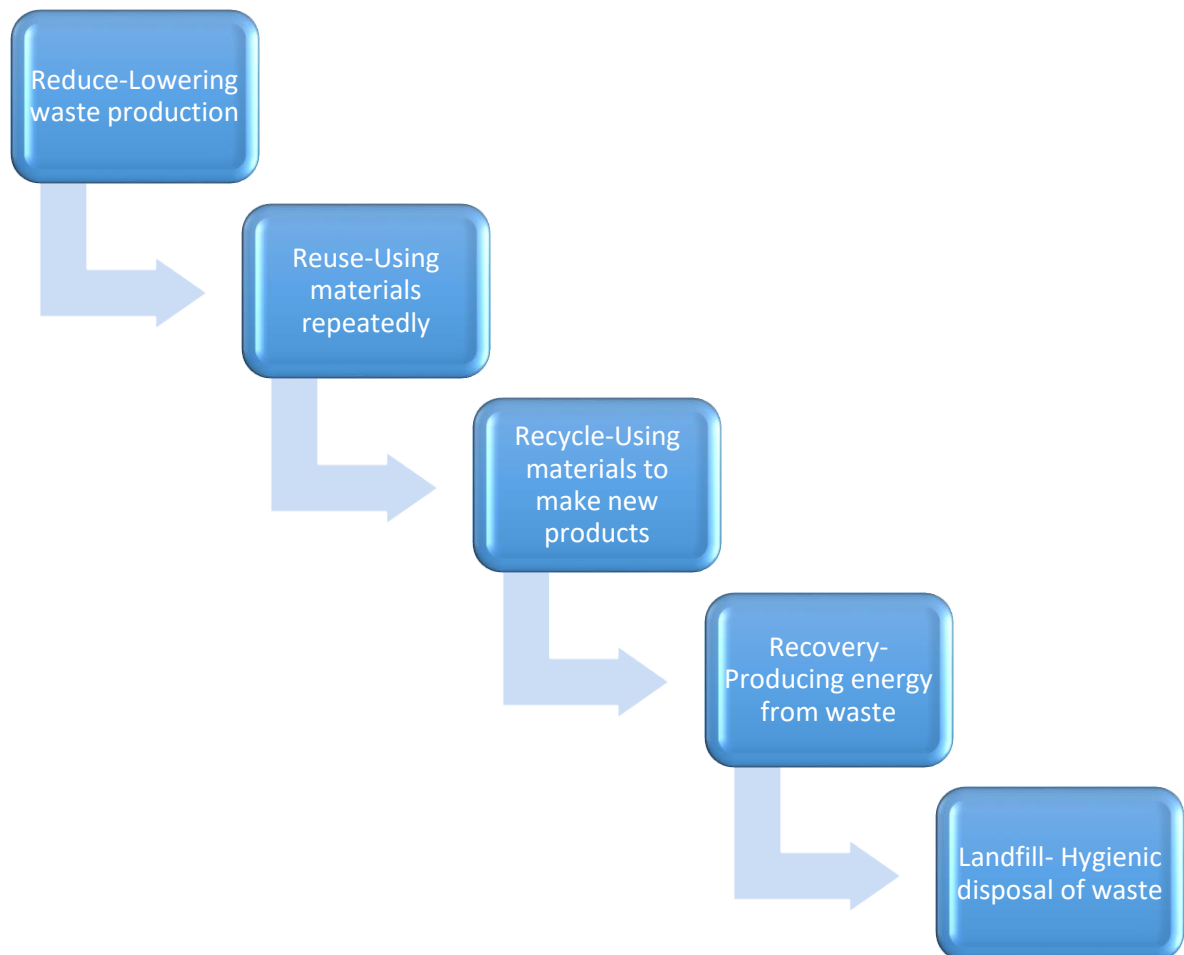 Reduce-Lowering
waste production
Reuse-Using
materials
repeatedly
Recycle-Using
materials to
make new
products
Recovery-
Producing energy
from waste
Landfill- Hygienic
disposal of waste